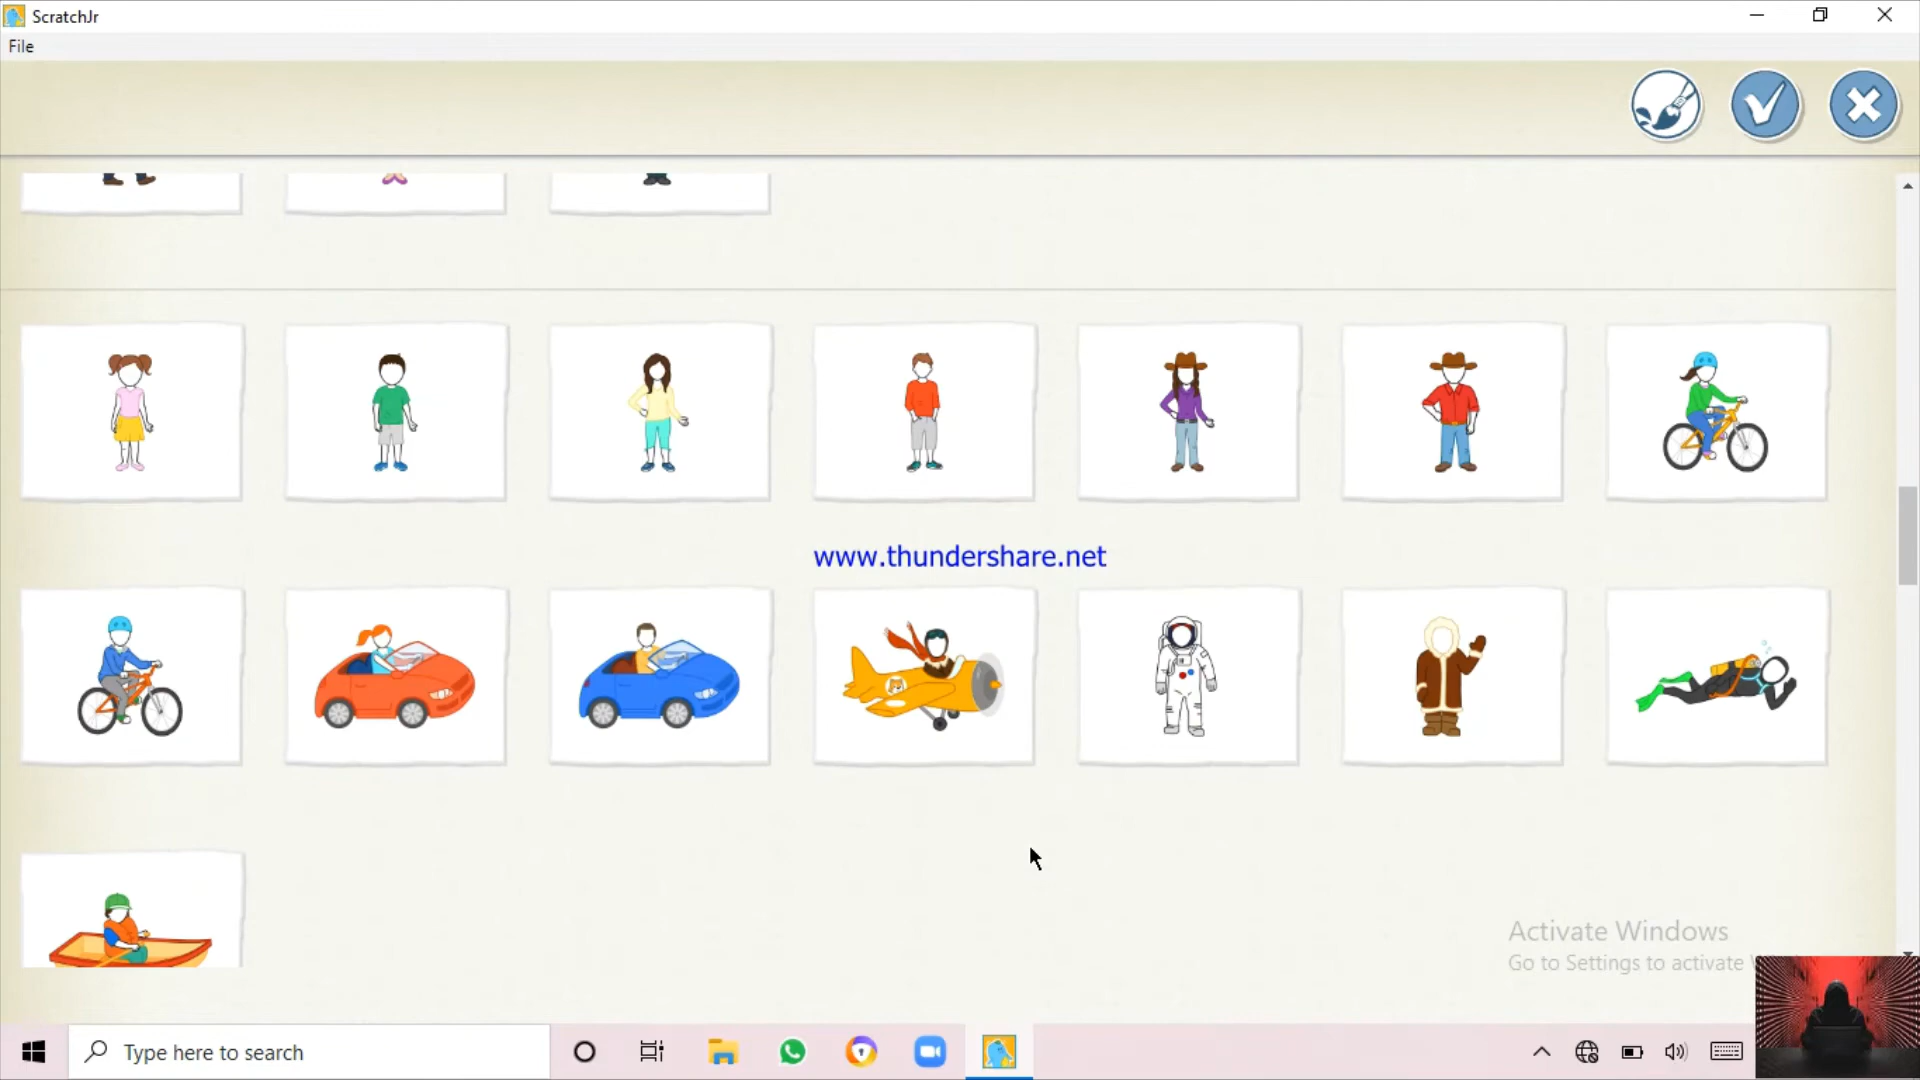 ScratchJr
File
www.thundershare.net
Activate Windows
Go to Settings to activate
Type here to search